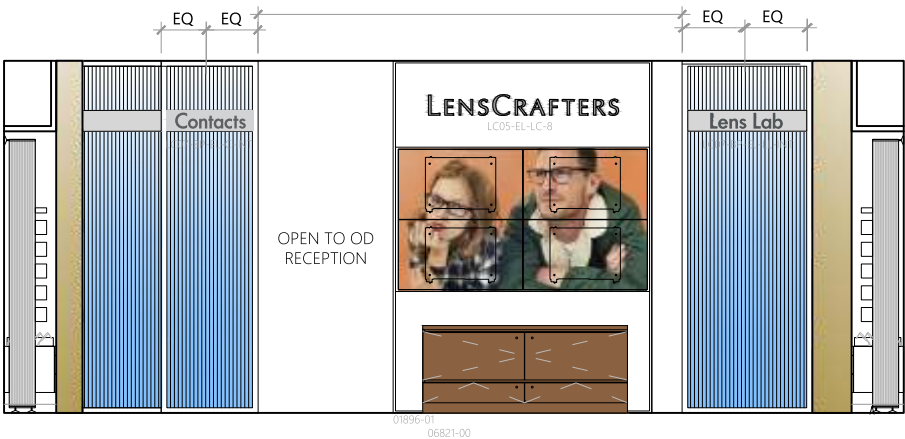 EQ EQ EQ EQ
LENSCRAFTERS
LC05-EL-LC-8
Contacts
Lens Lab
OPEN TO OD
RECEPTION
01896-01
06821-00